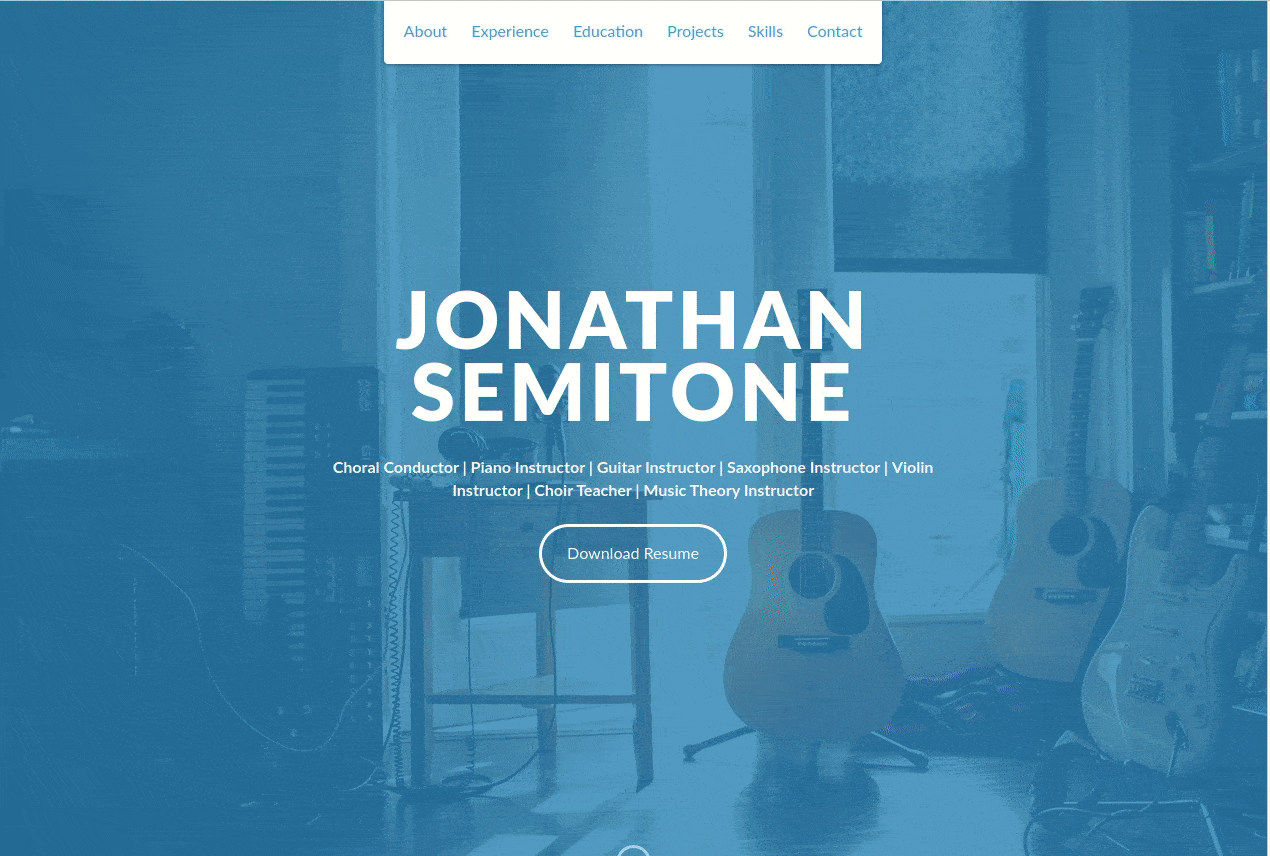 About Experience Education Projects Skills Contact
JONATHAN
SEMITONE
Choral Conductor | Piano Instructor | Guitar Instructor | Saxophone Instructor | Violin
Instructor | Choir Teacher | Music Theory Instructor
Download Resume